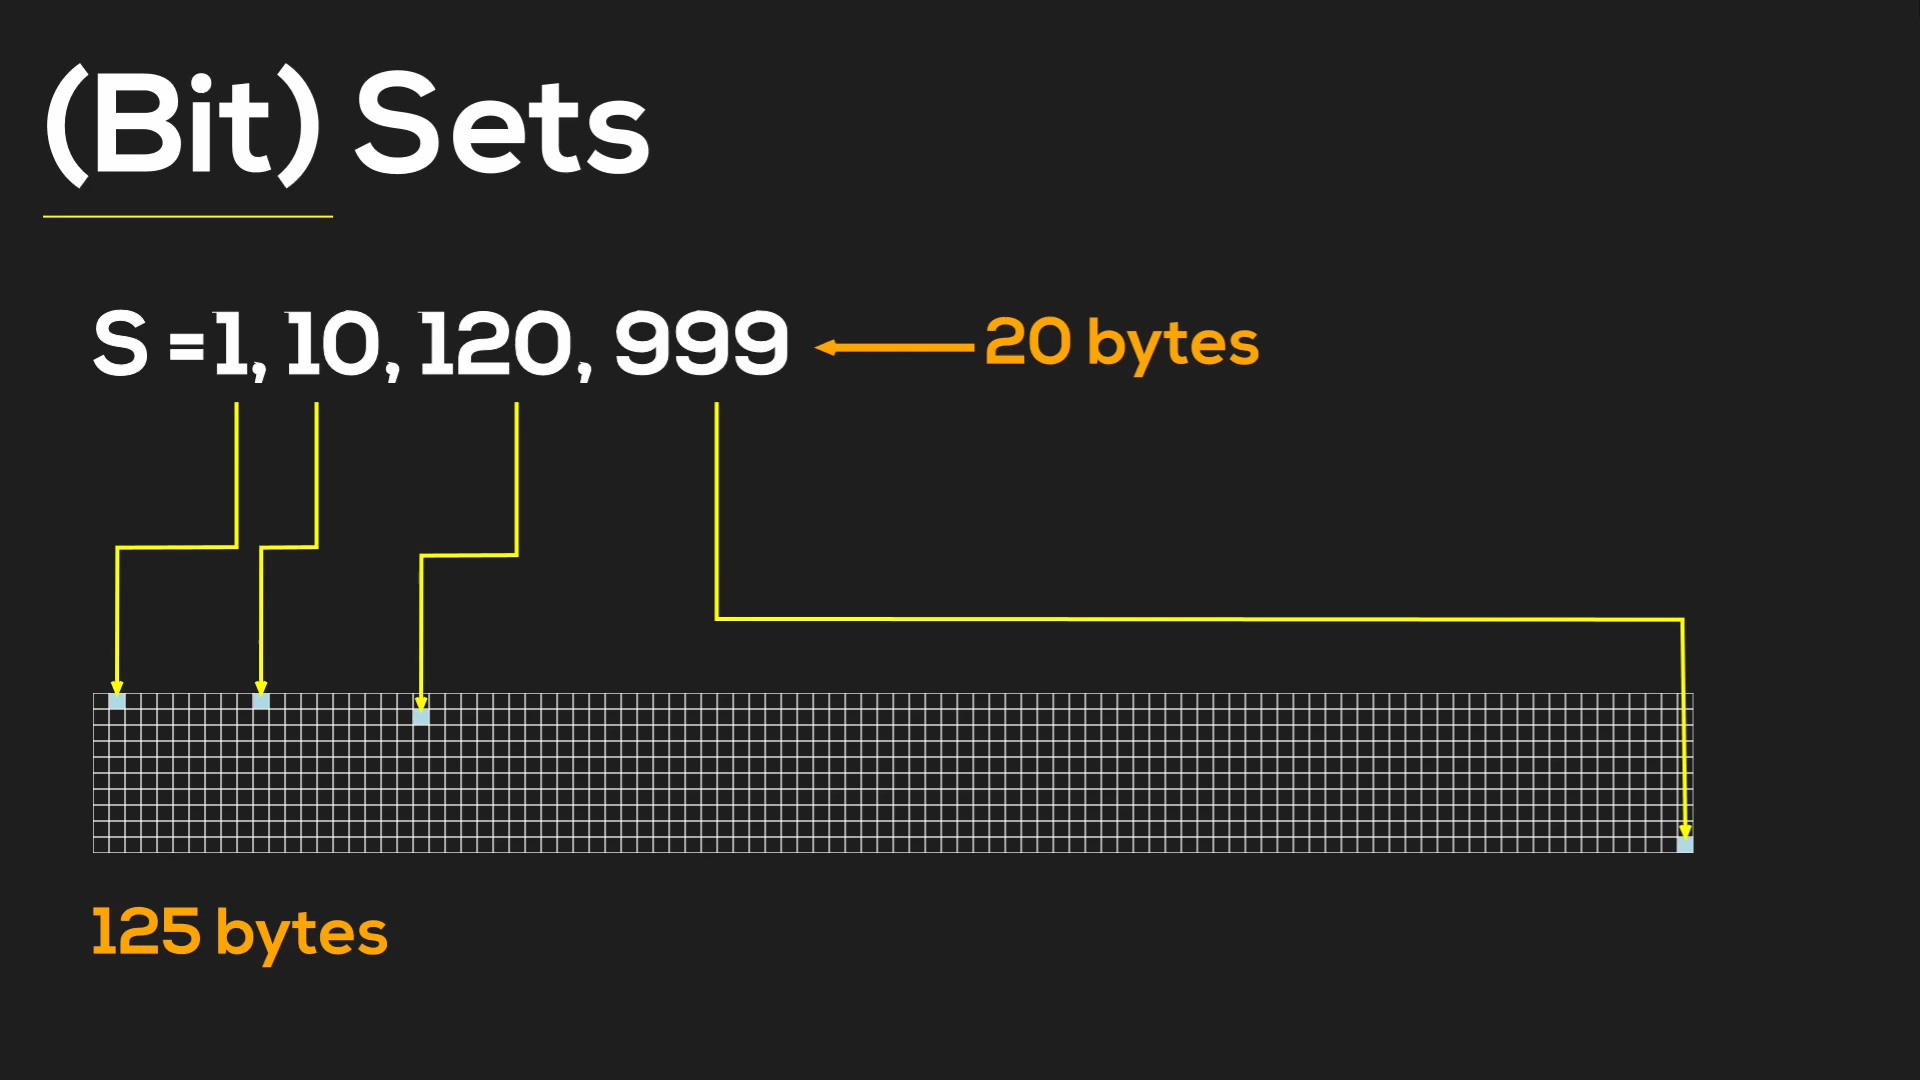 (Bit) Sets
S =1, 10, 120, 999
20 bytes
125 bytes